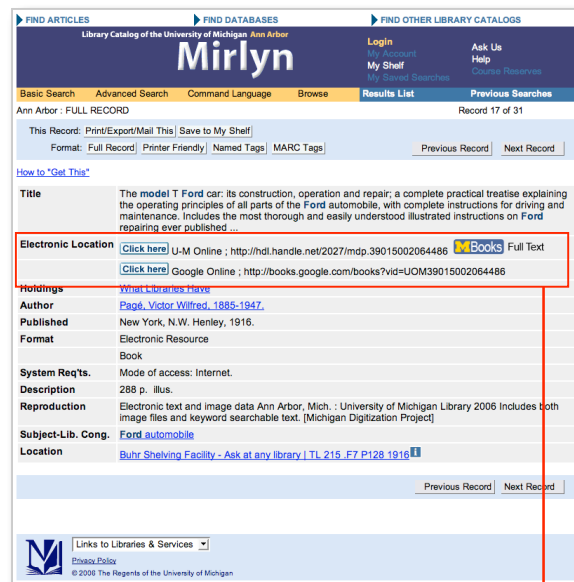 FIND ARTICLES FIND DATABASES FIND OTHER LIBRARY CATALOGS
Library Catalog of the University of Michigan Ann Arbor
Mirlyn
Login
My Account
My Shelf
My Saved Searches
Ask Us
Help
Course Reserves
Basic Search Advanced Search Command Language Browse Results List Previous Searches
Ann Arbor : FULL RECORD Record 17 of 31
This Record: Print/Export/Mail This Save to My Shelf
Format: Full Record Printer Friendly Named Tags MARC Tags Previous Record Next Record
How to "Get This"
Title The model T Ford car: its construction, operation and repair; a complete practical treatise explaining
the operating principles of all parts of the Ford automobile, with complete instructions for driving and
maintenance. Includes the most thorough and easily understood illustrated instructions on Ford
repairing ever published ...
Electronic Location Click here U-M Online ; http://hdl.handle.net/2027/mdp.39015002064486 MBooks Full Text
Click here Google Online ; http://books.google.com/books?vid=UOM39015002064486
Holdings What Libraries Have
Author Pagé, Victor Wilfred, 1885-1947.
Published New York, N.W. Henley, 1916.
Format Electronic Resource
Book
System Req'ts. Mode of access: Internet.
Description 288 p. illus.
Reproduction Electronic text and image data Ann Arbor, Mich. : University of Michigan Library 2006 Includes both
image files and keyword searchable text. [Michigan Digitization Project]
Subject-Lib. Cong. Ford automobile
Location Buhr Shelving Facility - Ask at any library | TL 215 .F7 P128 1916 i
Previous Record Next Record
Links to Libraries & Services
Privacy Policy
© 2006 The Regents of the University of Michigan